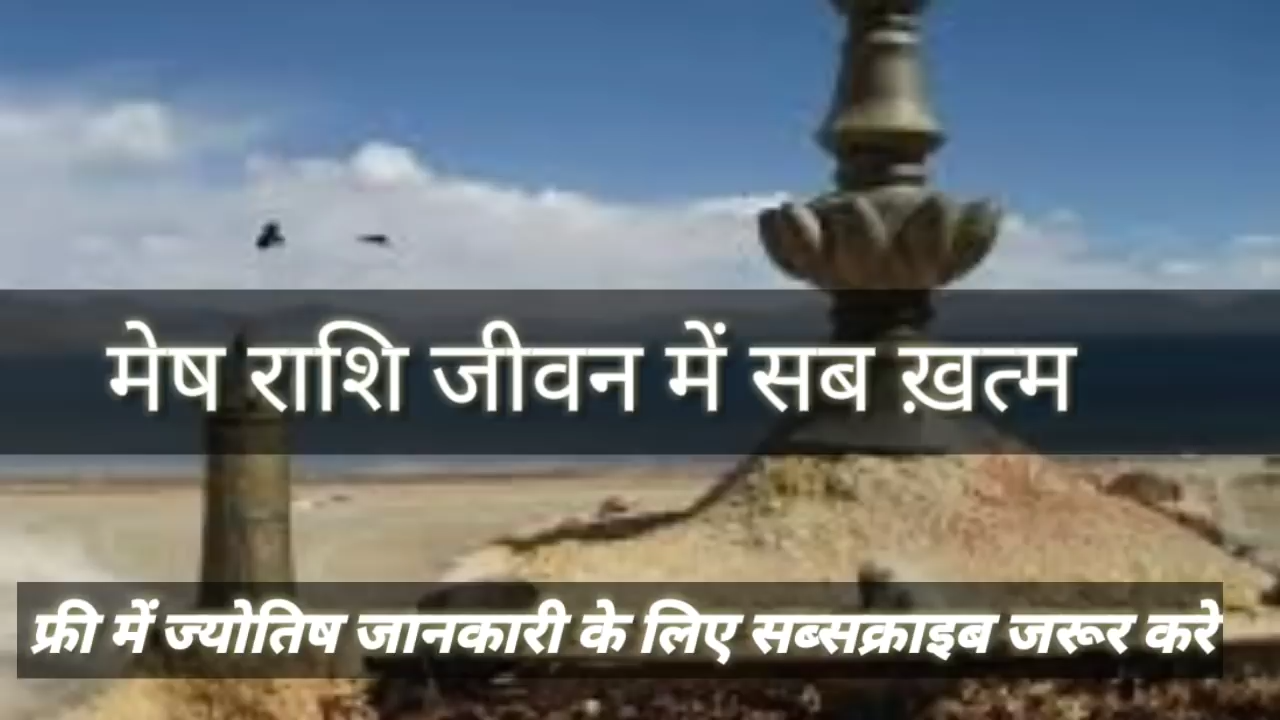 मेष राशि जीवन में सब ख़त्म
फ्री में ज्योतिष जानकारी के लिए सब्सक्राइब जरूर करे